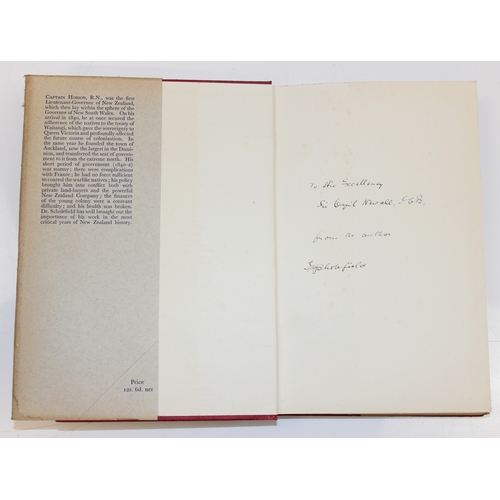 CAPTAIN HOBSON, R.N., was the first
Lieutenant-Governor of New Zealand,
which then lay within the sphere of the
Governor of New South Wales. On his
arrival in 1840, he at once secured the
adherence of the natives to the treaty of
Waitangi, which gave the sovereignty to
Queen Victoria and profoundly affected
the future course of colonisation. In
the same year he founded the town of
Auckland, now the largest in the Domi-
nion, and transferred the seat of govern-
ment to it from the extreme north. His
short period of government (1840-2)
was stormy; there were complications
with France; he had no force sufficient
to control the warlike natives; his policy
brought him into conflict both with
private land-buyers and the powerful
New Zealand Company; the finances
of the young colony were a constant
difficulty; and his health was broken.
Dr. Scholefield has well brought out the
importance of his work in the most
critical years of New Zealand history.
Price
12s. 6d. net
To His Excellency
Sir Cyril Newall,
from the author
GHScholefield